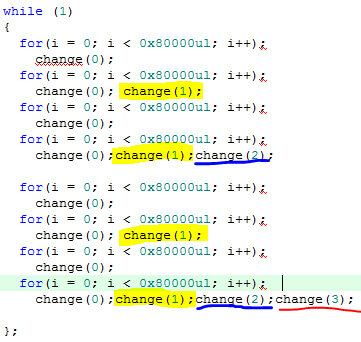 while (1)
{
for(i = 0; i < 0x80000ul; i++);
change(0);
for(i = 0; i < 0x80000ul; i++);
change(0); change(1);
for(i = 0; i < 0x80000ul; i++);
change(0);
for(i = 0; i < 0x80000ul; i++);
change(0);change(1);change(2);
for(i = 0; i < 0x80000ul; i++);
change(0);
for(i = 0; i < 0x80000ul; i++);
change(0); change(1);
for(i = 0; i < 0x80000ul; i++);
change(0);
for(i = 0; i < 0x80000ul; i++);
change(0);change(1);change(2);change(3);
};